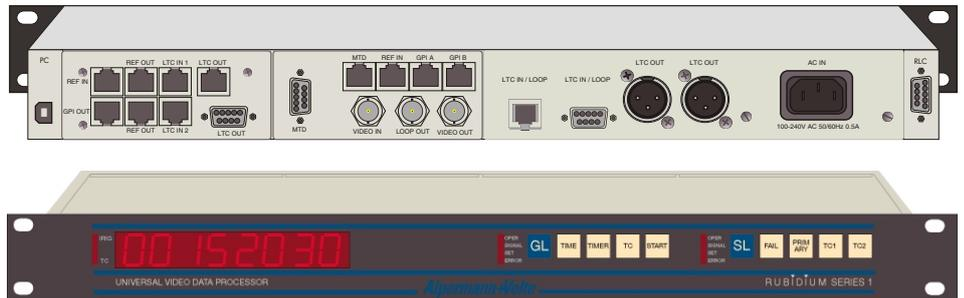 PC
REF IN
REF OUT LTC IN 1 LTC OUT
GPI OUT
REF OUT LTC IN 2
LTC OUT
MTD
MTD REF IN GPI A GPI B
VIDEO IN LOOP OUT VIDEO OUT
LTC IN / LOOP LTC IN / LOOP
LTC OUT LTC OUT
AC IN
100-240V AC 50/60Hz 0.5A
RLC
IRIG
TC
00152030
OPER
SIGNAL
SET
ERROR
GL TIME TIMER TC START
OPER
SIGNAL
SET
ERROR
SL FAIL PRIM
ARY TC1 TC2
UNIVERSAL VIDEO DATA PROCESSOR
Alpermann+Velte
RUBIDIUM SERIES 1